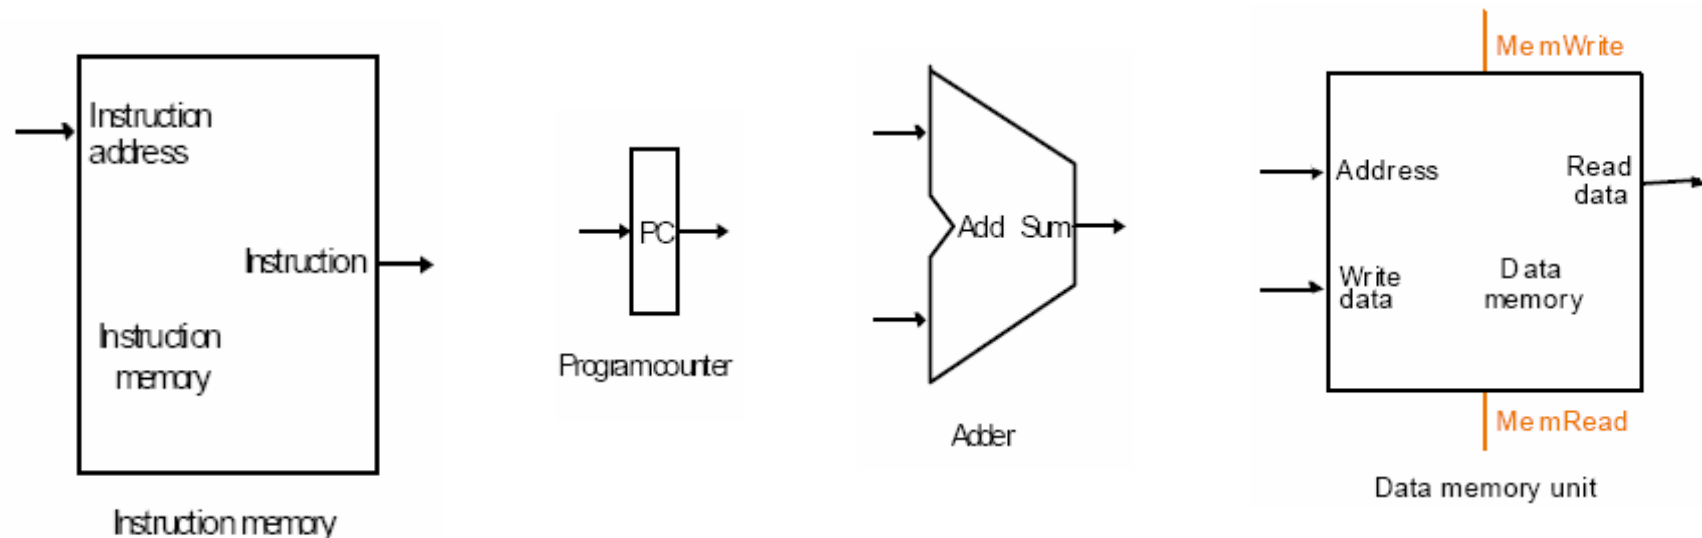 Instruction
address
Instruction
Instruction
memory
Instruction memory
PC
Program counter
Add Sum
Adder
MemWrite
Address
Read
data
Write
data
Data
memory
MemRead
Data memory unit